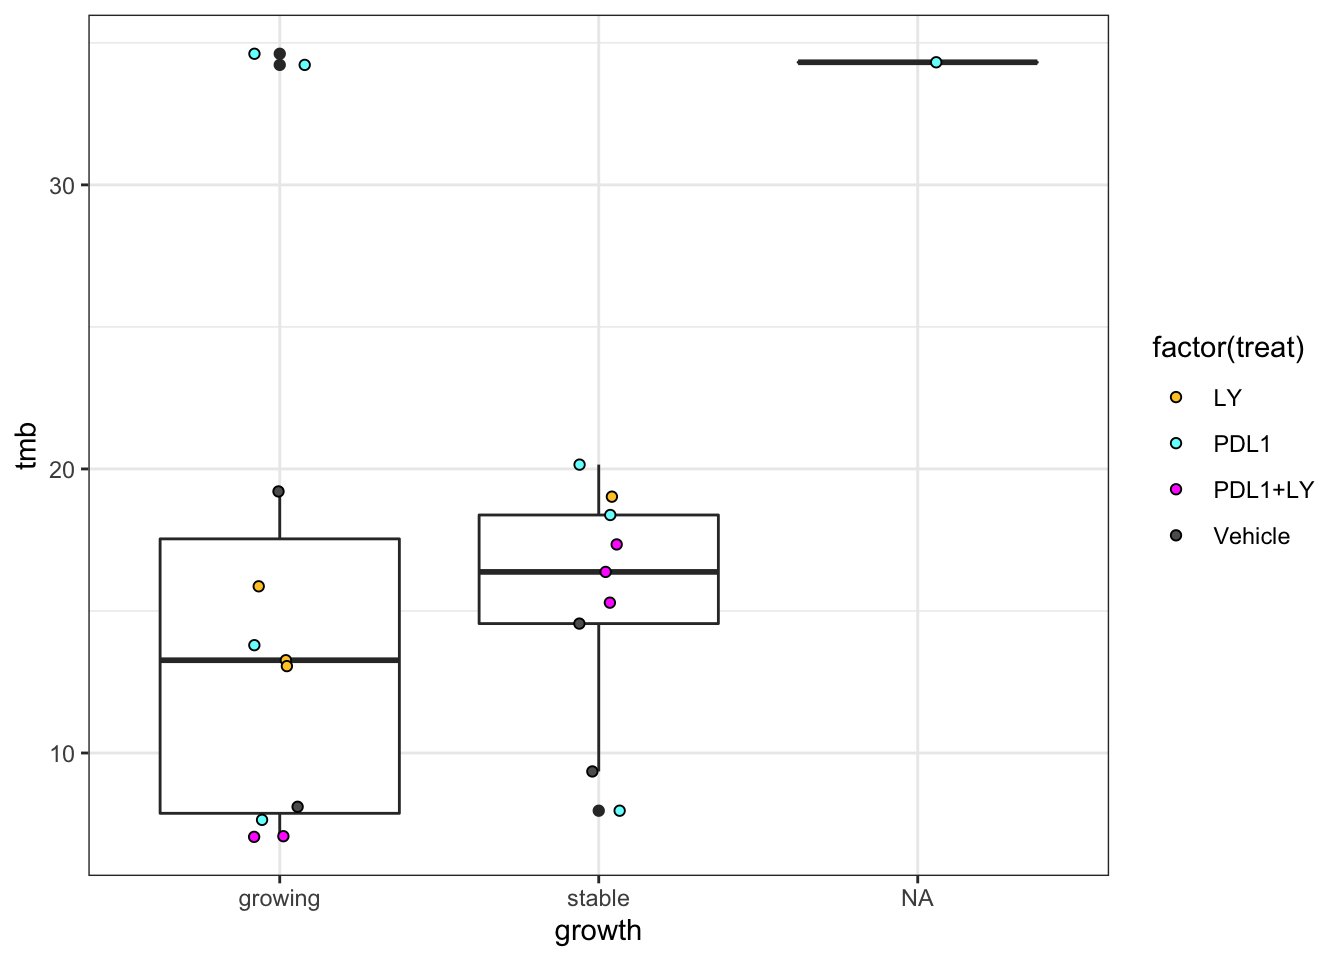 tmb
30
20
10
growing
stable
NA
growth
factor(treat)
LY
PDL1
PDL1+LY
Vehicle